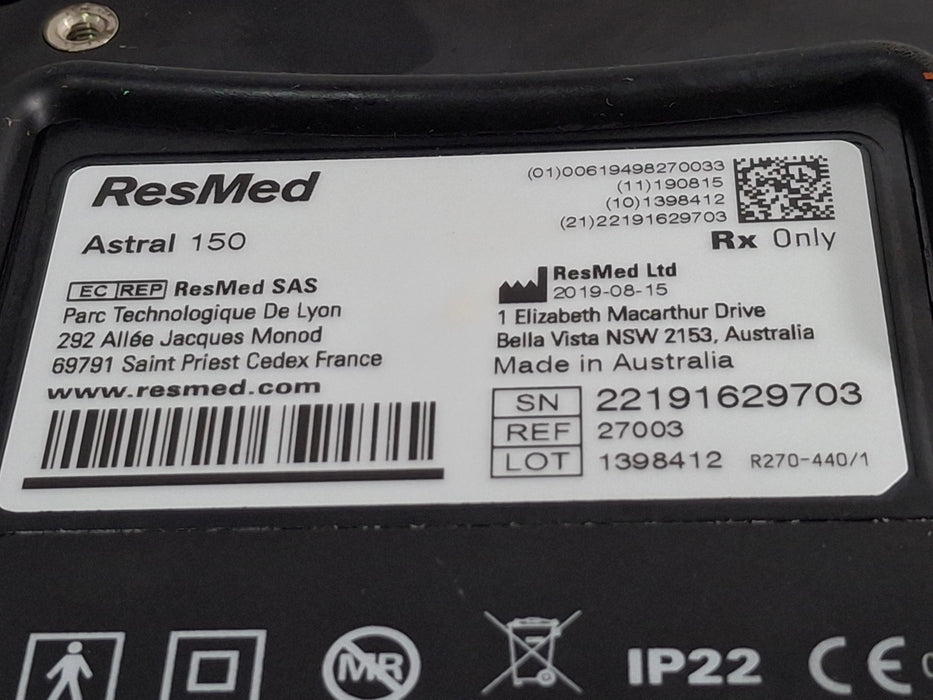 ResMed
Astral 150
EC REP ResMed SAS
Parc Technologique De Lyon
292 Allée Jacques Monod
69791 Saint Priest Cedex France
www.resmed.com
(01)00619498270033
(11)190815
(10)1398412
(21)22191629703
Rx Only
ResMed Ltd
2019-08-15
1 Elizabeth Macarthur Drive
Bella Vista NSW 2153, Australia
Made in Australia
SN 22191629703
REF 27003
LOT 1398412 R270-440/1
MR IP22 CE